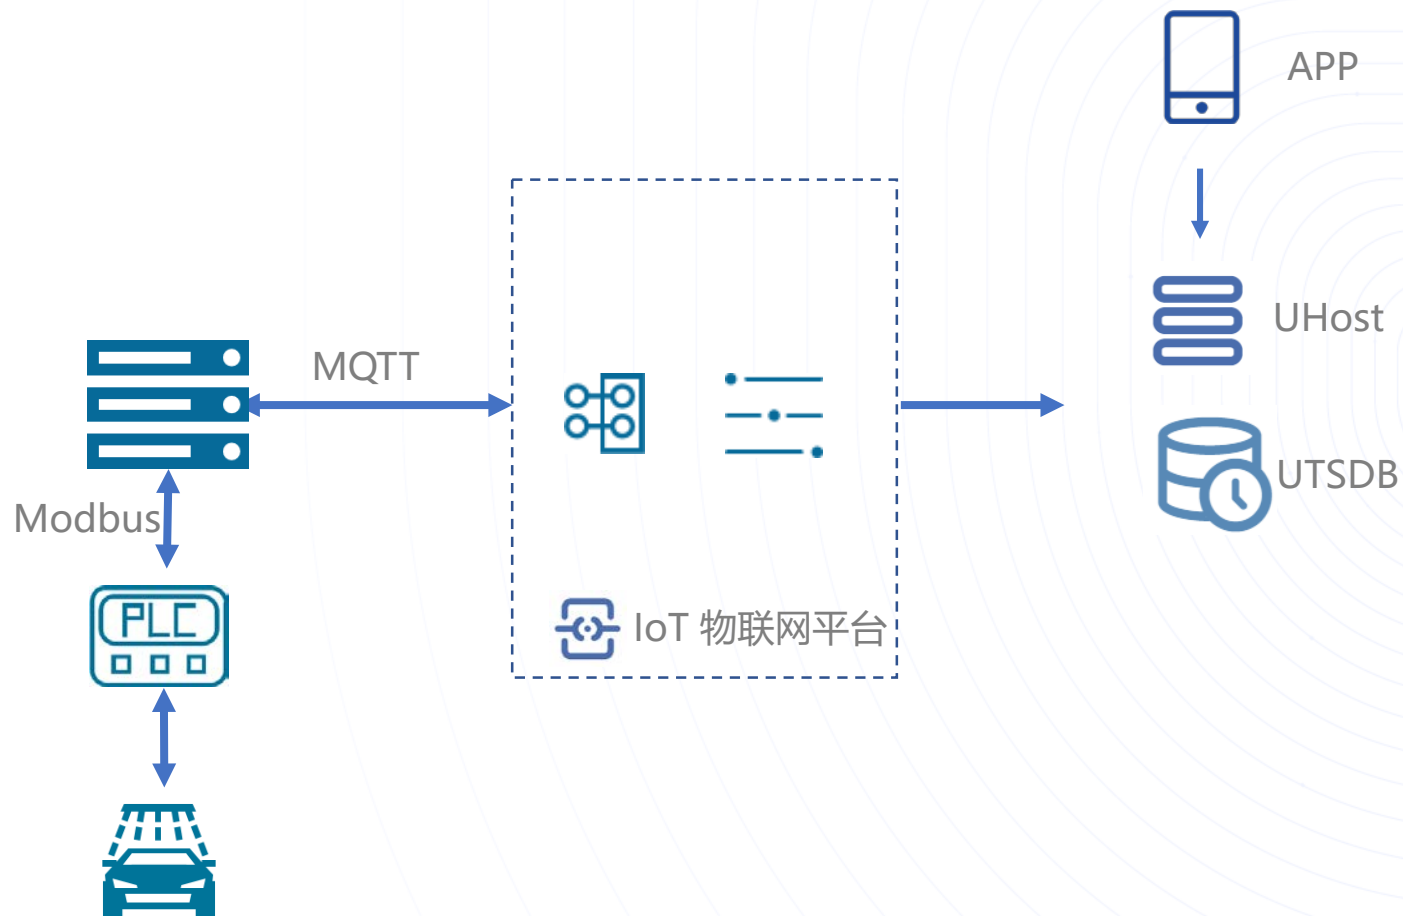 APP
UHost
MQTT
UTSDB
Modbus
PLC
IoT 物联网平台